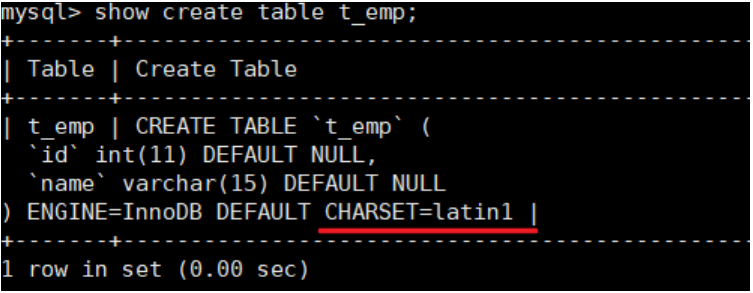 mysql> show create table t_emp;
+-------+-----------------------------------------------
| Table | Create Table
+-------+-----------------------------------------------
| t_emp | CREATE TABLE `t_emp` (
  `id` int(11) DEFAULT NULL,
  `name` varchar(15) DEFAULT NULL
) ENGINE=InnoDB DEFAULT CHARSET=latin1 |
+-------+-----------------------------------------------
1 row in set (0.00 sec)